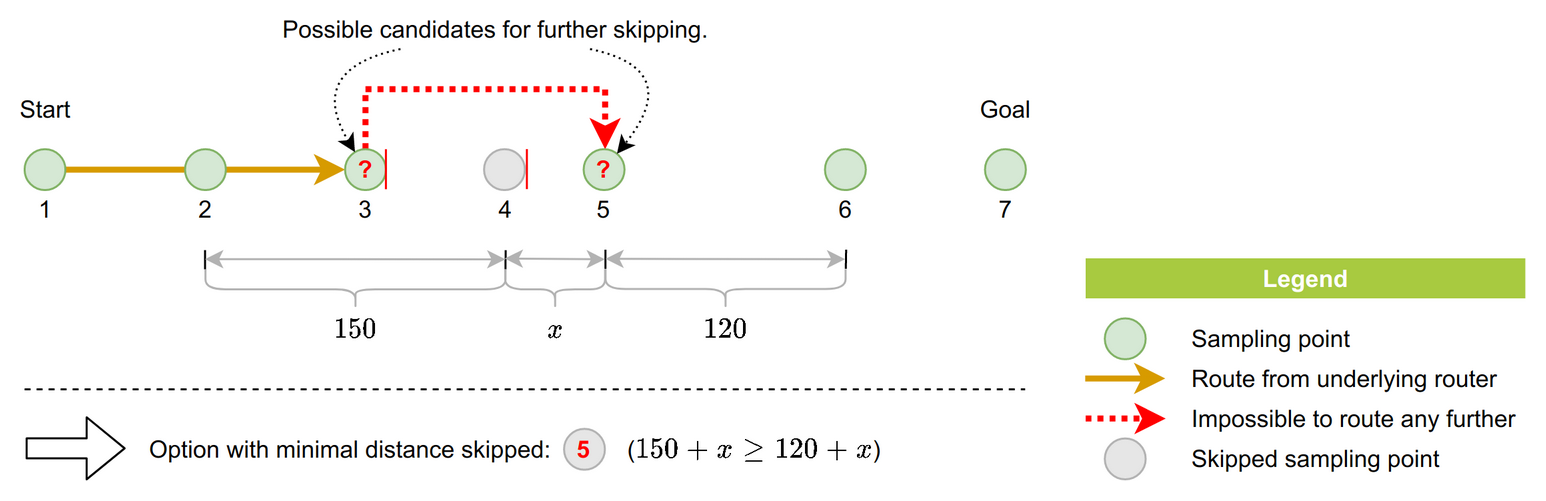 Possible candidates for further skipping.
Start
Goal
? ?
1 2 3 4 5 6 7
150 x 120
Option with minimal distance skipped: 5 (150 + x ≥ 120 + x)
Legend
Sampling point
Route from underlying router
Impossible to route any further
Skipped sampling point